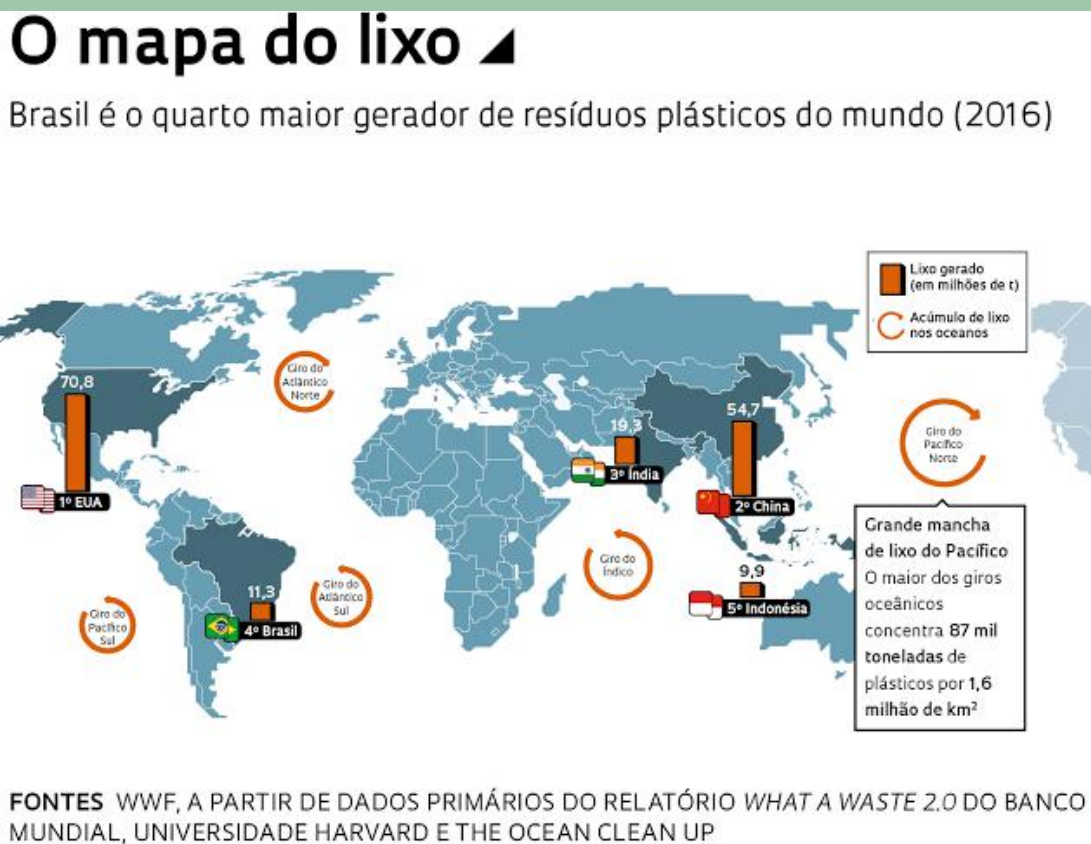 O mapa do lixo
Brasil é o quarto maior gerador de resíduos plásticos do mundo (2016)
Lixo gerado
(em milhões de t)
Acúmulo de lixo
nos oceanos
Giro do
Atlântico
Norte
70,8
1º EUA
19,3
3º Índia
54,7
2º China
Giro do
Pacífico
Norte
Giro do
Pacífico
Sul
11,3
4º Brasil
Giro do
Atlântico
Sul
Giro do
Índico
9,9
5º Indonésia
Grande mancha
de lixo do Pacífico
O maior dos giros
oceânicos
concentra 87 mil
toneladas de
plásticos por 1,6
milhão de km²
FONTES WWF, A PARTIR DE DADOS PRIMÁRIOS DO RELATÓRIO WHAT A WASTE 2.0 DO BANCO
MUNDIAL, UNIVERSIDADE HARVARD E THE OCEAN CLEAN UP